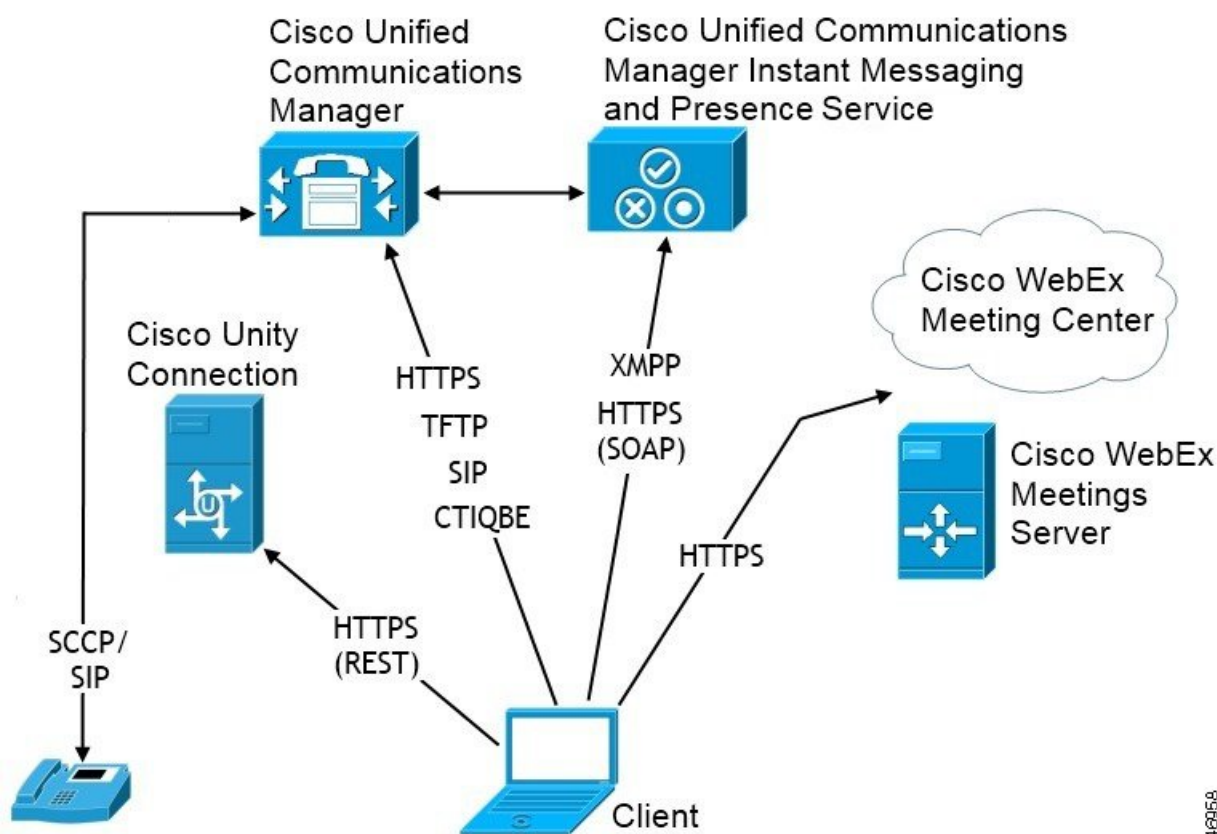 Cisco Unified
Communications
Manager
Cisco Unified Communications
Manager Instant Messaging
and Presence Service
Cisco WebEx
Meeting Center
Cisco Unity
Connection
HTTPS
TFTP
SIP
CTIQBE
XMPP
HTTPS
(SOAP)
Cisco WebEx
Meetings
Server
HTTPS
HTTPS
(REST)
SCCP/
SIP
U
Client